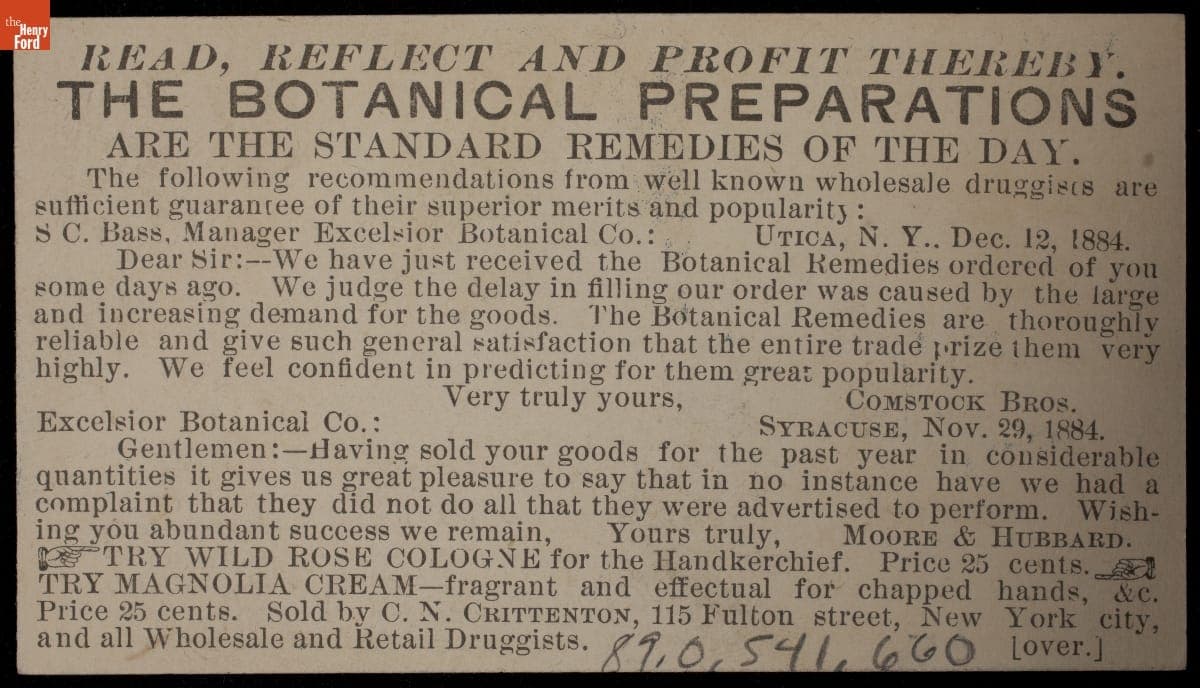 the
Henry
Ford
READ, REFLECT AND PROFIT THEREBY.
THE BOTANICAL PREPARATIONS
ARE THE STANDARD REMEDIES OF THE DAY.
The following recommendations from well known wholesale druggists are
sufficient guarantee of their superior merits and popularity:
S C. Bass, Manager Excelsior Botanical Co.: UTICA, N. Y.. Dec. 12, 1884.
Dear Sir:--We have just received the Botanical Remedies ordered of you
some days ago. We judge the delay in filling our order was caused by the large
and increasing demand for the goods. The Botanical Remedies are thoroughly
reliable and give such general satisfaction that the entire trade prize them very
highly. We feel confident in predicting for them great popularity.
Very truly yours, COMSTOCK BROS.
Excelsior Botanical Co.: SYRACUSE, NOV. 29, 1884.
Gentlemen:—Having sold your goods for the past year in considerable
quantities it gives us great pleasure to say that in no instance have we had a
complaint that they did not do all that they were advertised to perform. Wish-
ing you abundant success we remain, Yours truly, MOORE & HUBBARD.
TRY WILD ROSE COLOGNE for the Handkerchief. Price 25 cents.
TRY MAGNOLIA CREAM—fragrant and effectual for chapped hands, &c.
Price 25 cents. Sold by C. N. CRITTENTON, 115 Fulton street, New York city,
and all Wholesale and Retail Druggists. 89.0.541.660 [over.]